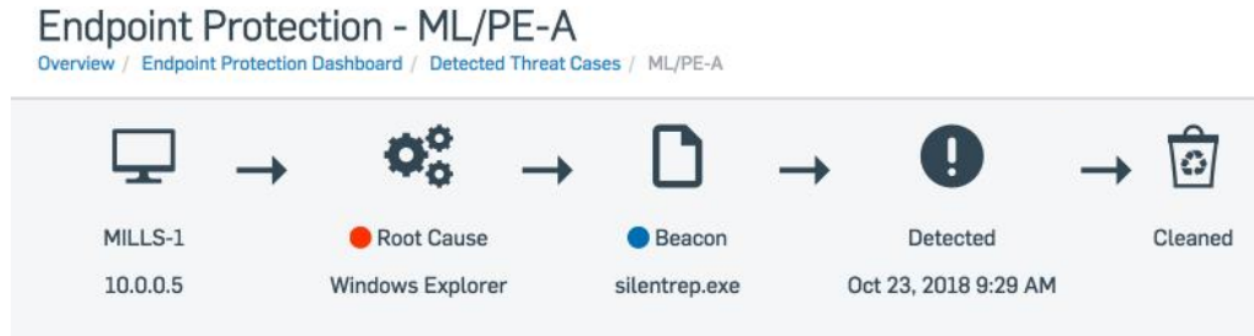 Endpoint Protection - ML/PE-A
Overview / Endpoint Protection Dashboard / Detected Threat Cases / ML/PE-A
MILLS-1
10.0.0.5
Root Cause
Windows Explorer
Beacon
silentrep.exe
Detected
Oct 23, 2018 9:29 AM
Cleaned